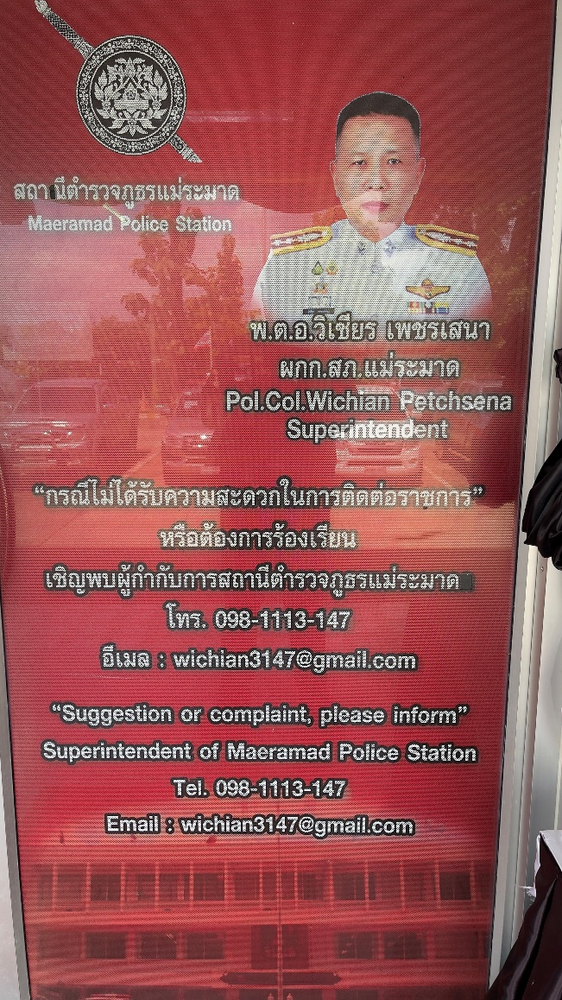 สถานีตำรวจภูธรแม่ระมาด
Maeramad Police Station
พ.ต.อ.วิเชียร เพชรเสนา
ผกก.สภ.แม่ระมาด
Pol.Col.Wichian Petchsena
Superintendent
“กรณีไม่ได้รับความสะดวกในการติดต่อราชการ”
หรือต้องการร้องเรียน
เชิญพบผู้กำกับการสถานีตำรวจภูธรแม่ระมาด
โทร. 098-1113-147
อีเมล : wichian3147@gmail.com
“Suggestion or complaint, please inform”
Superintendent of Maeramad Police Station
Tel. 098-1113-147
Email : wichian3147@gmail.com